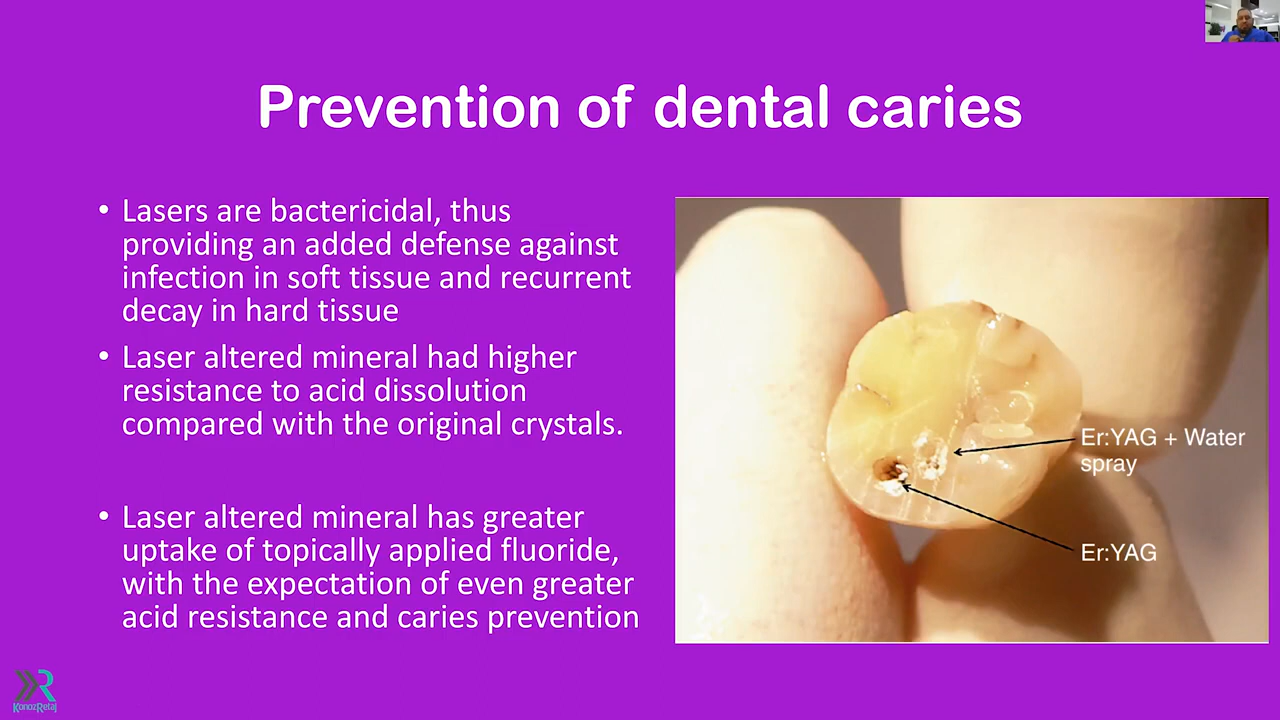 Prevention of dental caries
• Lasers are bactericidal, thus
providing an added defense against
infection in soft tissue and recurrent
decay in hard tissue
• Laser altered mineral had higher
resistance to acid dissolution
compared with the original crystals.
• Laser altered mineral has greater
uptake of topically applied fluoride,
with the expectation of even greater
acid resistance and caries prevention
Er:YAG + Water
spray
Er:YAG
KonozRetaj